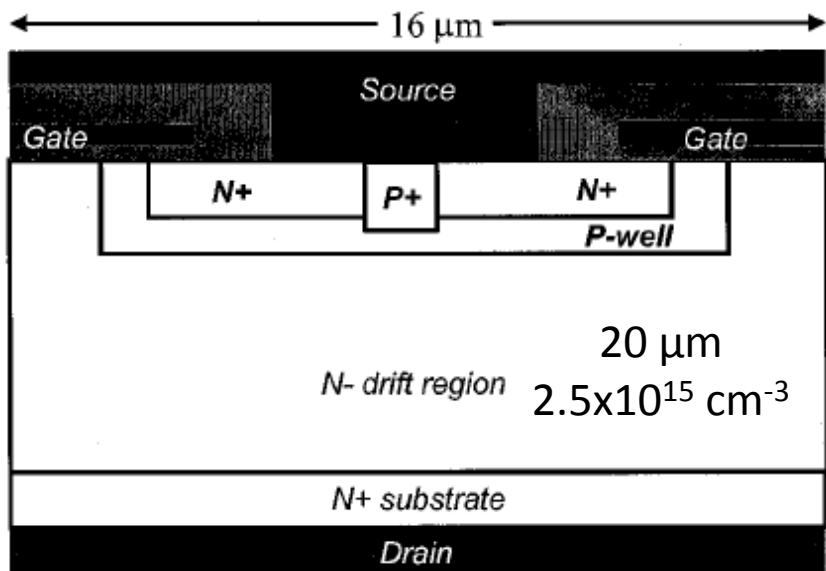 16 μm
Source
Gate
Gate
N+
P+
N+
P-well
20 μm
N- drift region
2.5x10¹⁵ cm⁻³
N+ substrate
Drain